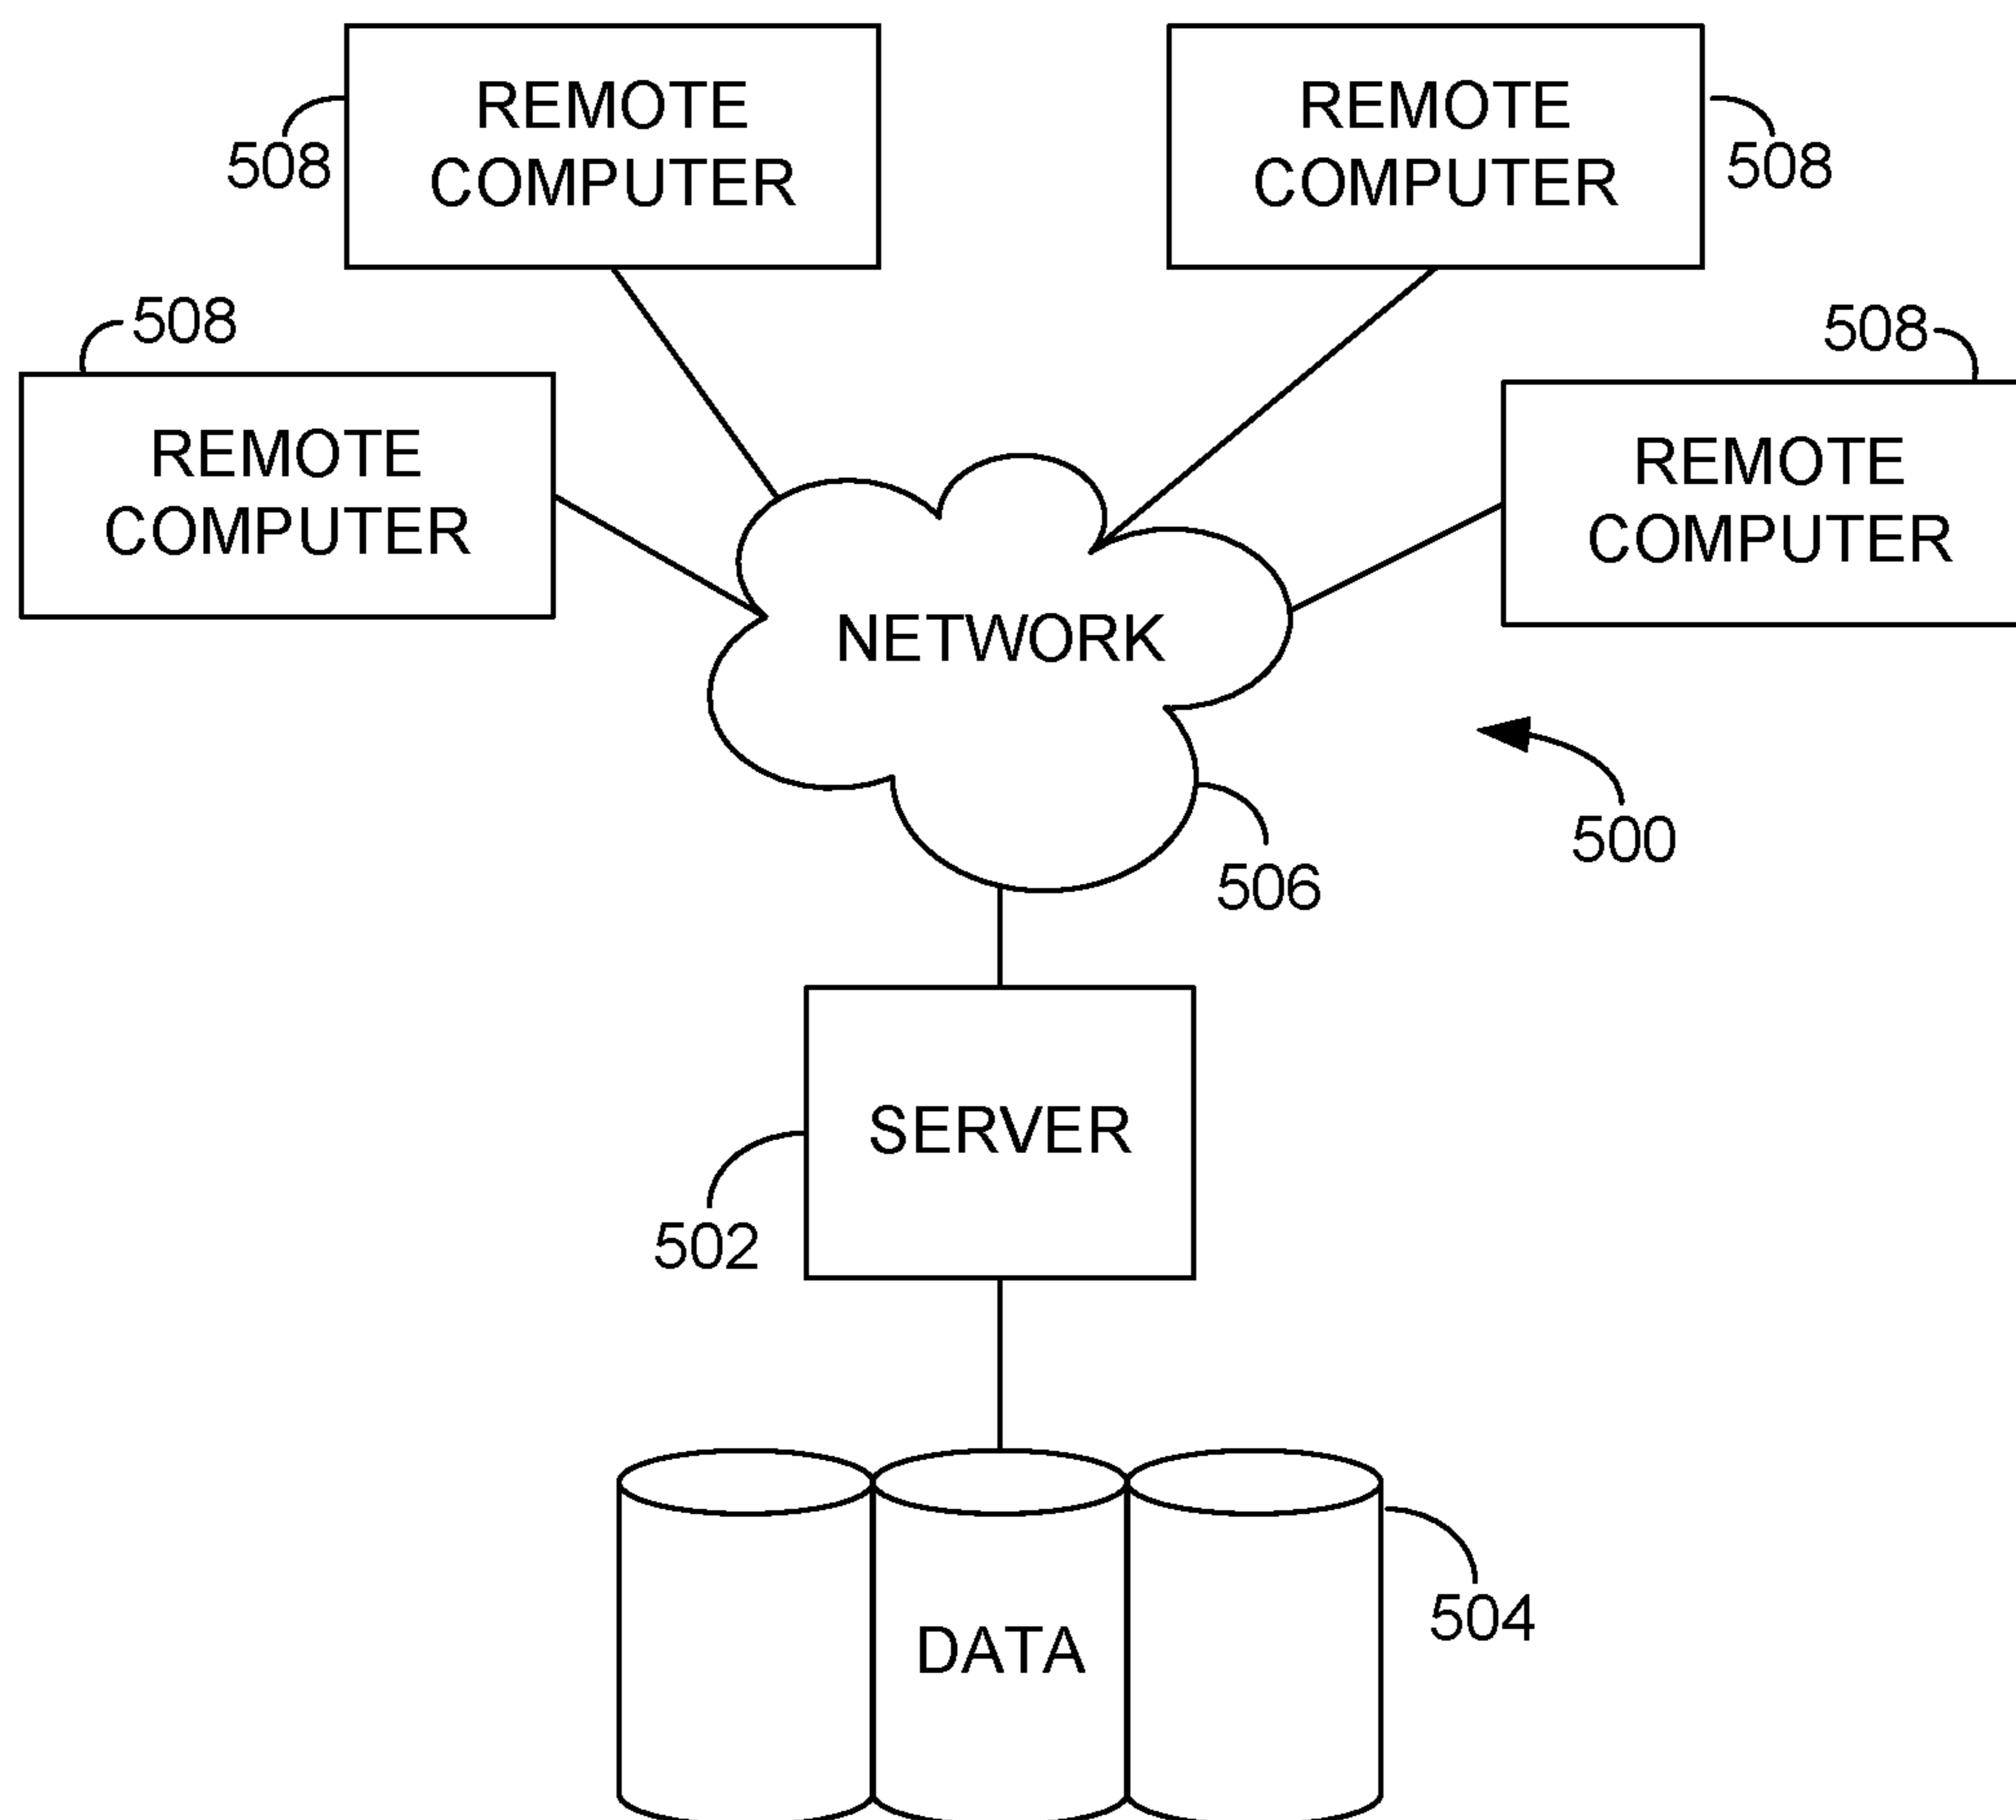 REMOTE
COMPUTER
508
REMOTE
COMPUTER
508
508
REMOTE
COMPUTER
508
REMOTE
COMPUTER
NETWORK
500
506
SERVER
502
DATA
504